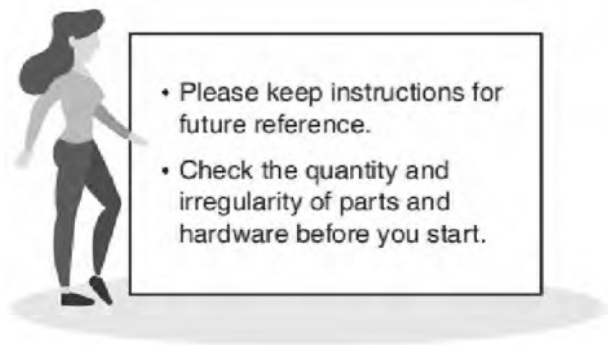 • Please keep instructions for
future reference.
• Check the quantity and
irregularity of parts and
hardware before you start.